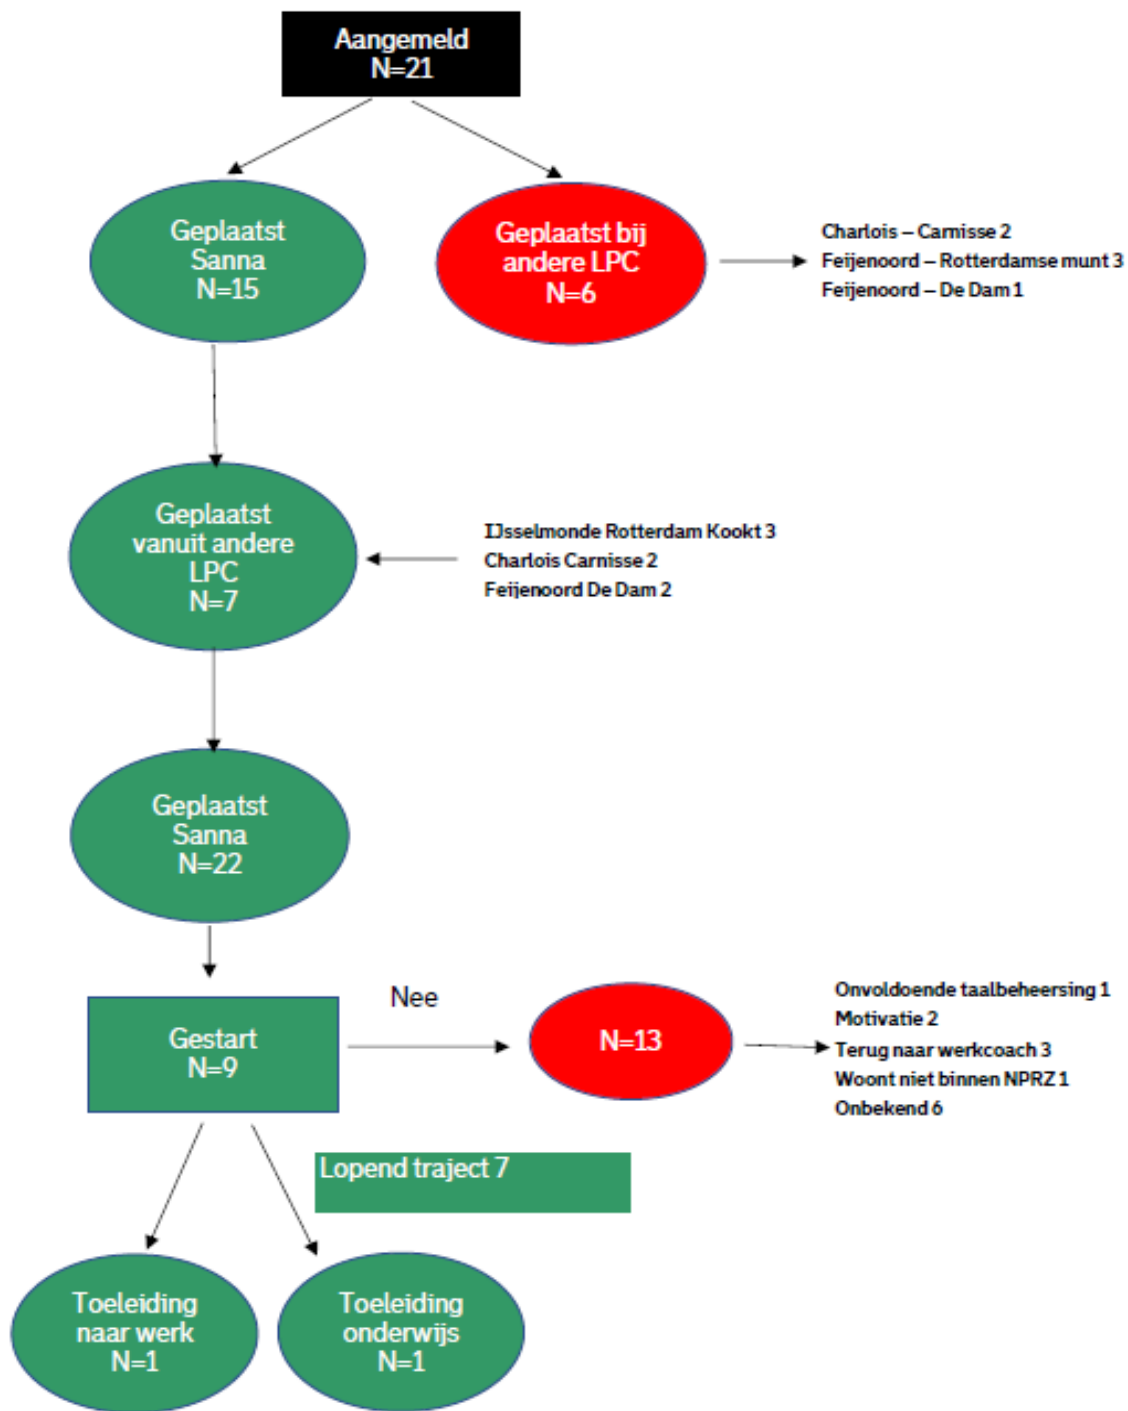 Aangemeld
N=21
Geplaatst
Sanna
N=15
Geplaatst bij
andere LPC
N=6
Charlois – Carnisse 2
Feijenoord – Rotterdamse munt 3
Feijenoord – De Dam 1
Geplaatst
vanuit andere
LPC
N=7
IJsselmonde Rotterdam Kookt 3
Charlois Carnisse 2
Feijenoord De Dam 2
Geplaatst
Sanna
N=22
Gestart
N=9
Nee
N=13
Onvoldoende taalbeheersing 1
Motivatie 2
Terug naar werkcoach 3
Woont niet binnen NPRZ 1
Onbekend 6
Lopend traject 7
Toeleiding
naar werk
N=1
Toeleiding
onderwijs
N=1